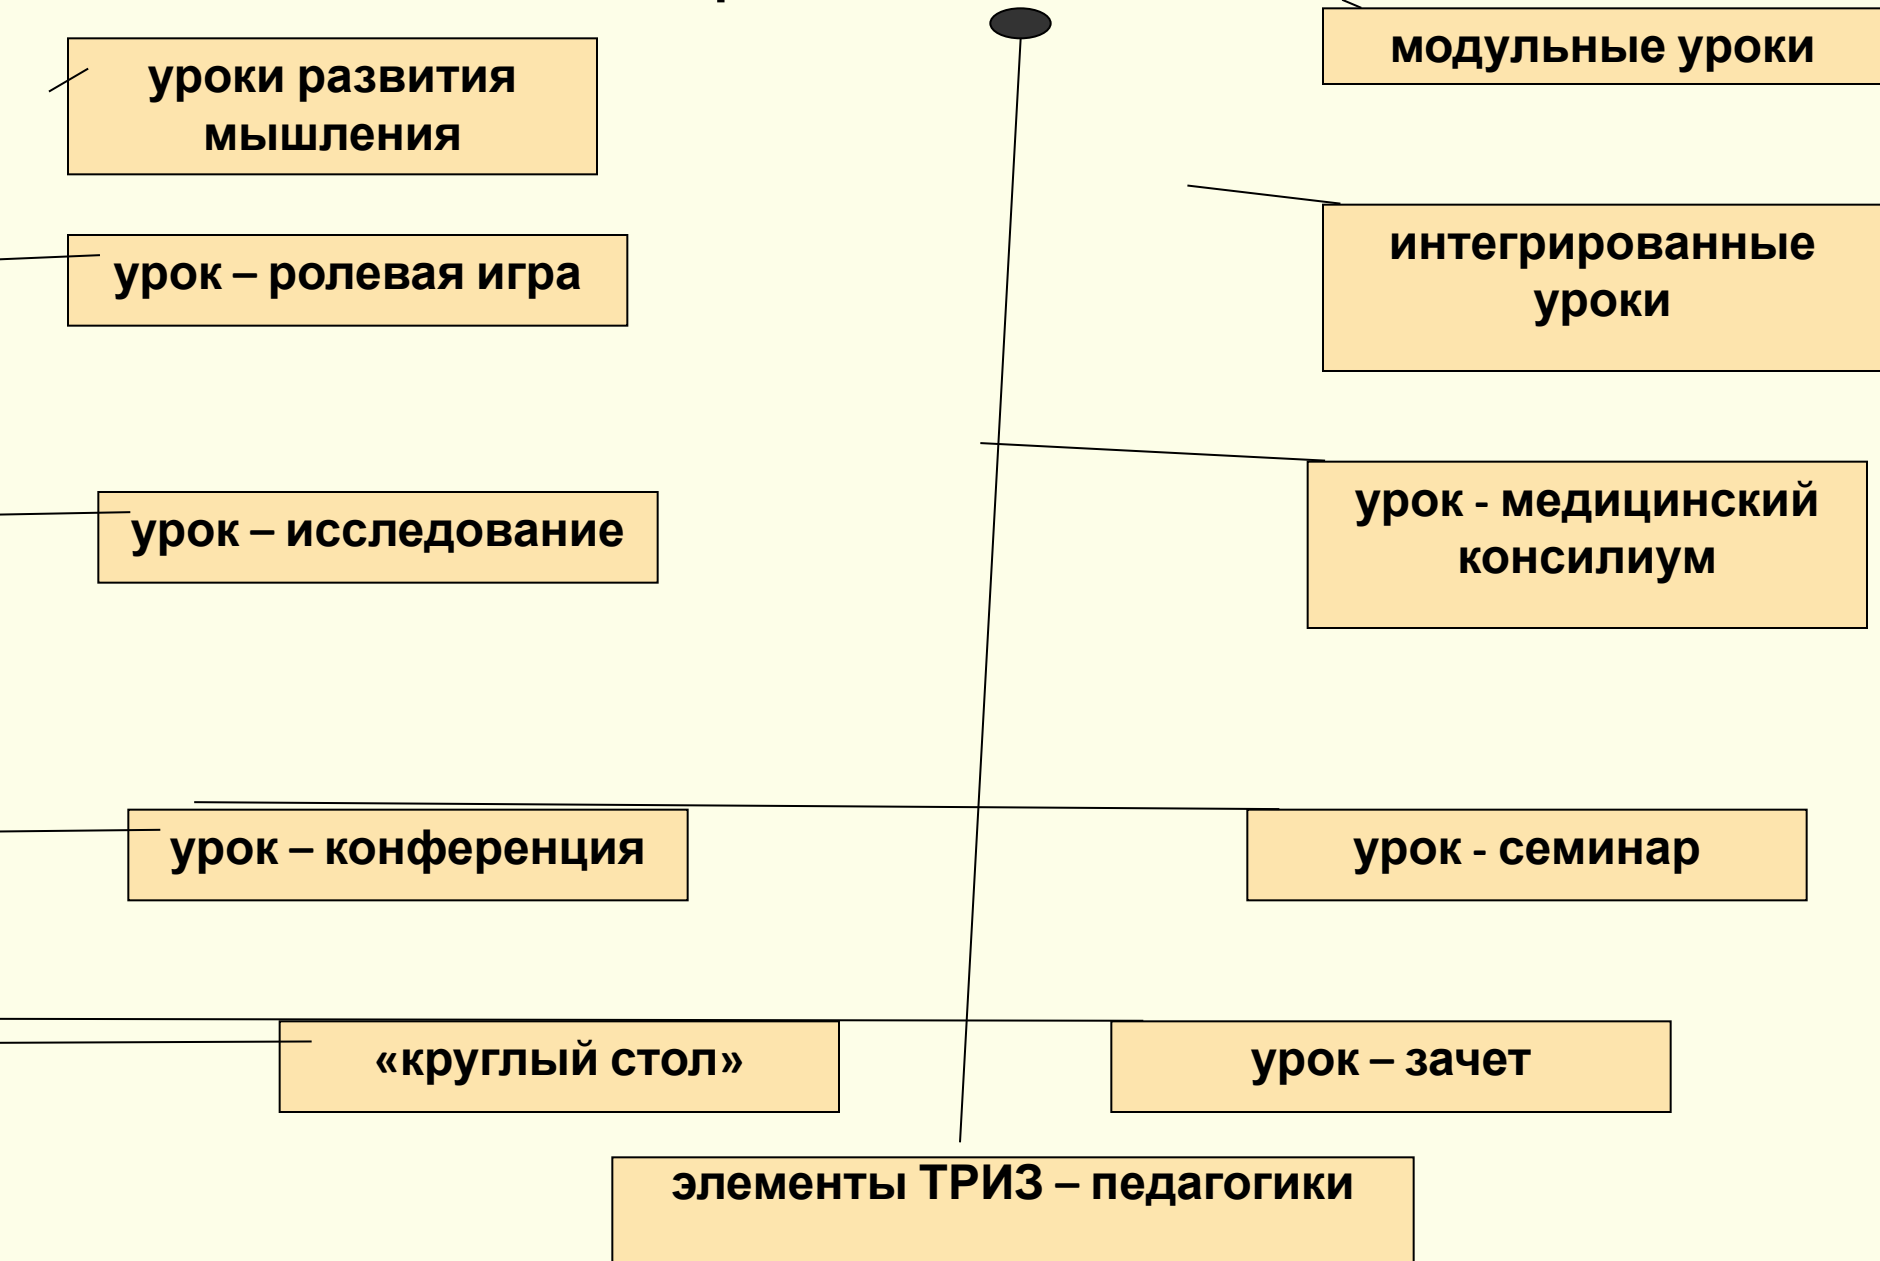 уроки развития
мышления
урок – ролевая игра
урок – исследование
урок – конференция
«круглый стол»
модульные уроки
интегрированные
уроки
урок - медицинский
консилиум
урок - семинар
урок – зачет
элементы ТРИЗ – педагогики